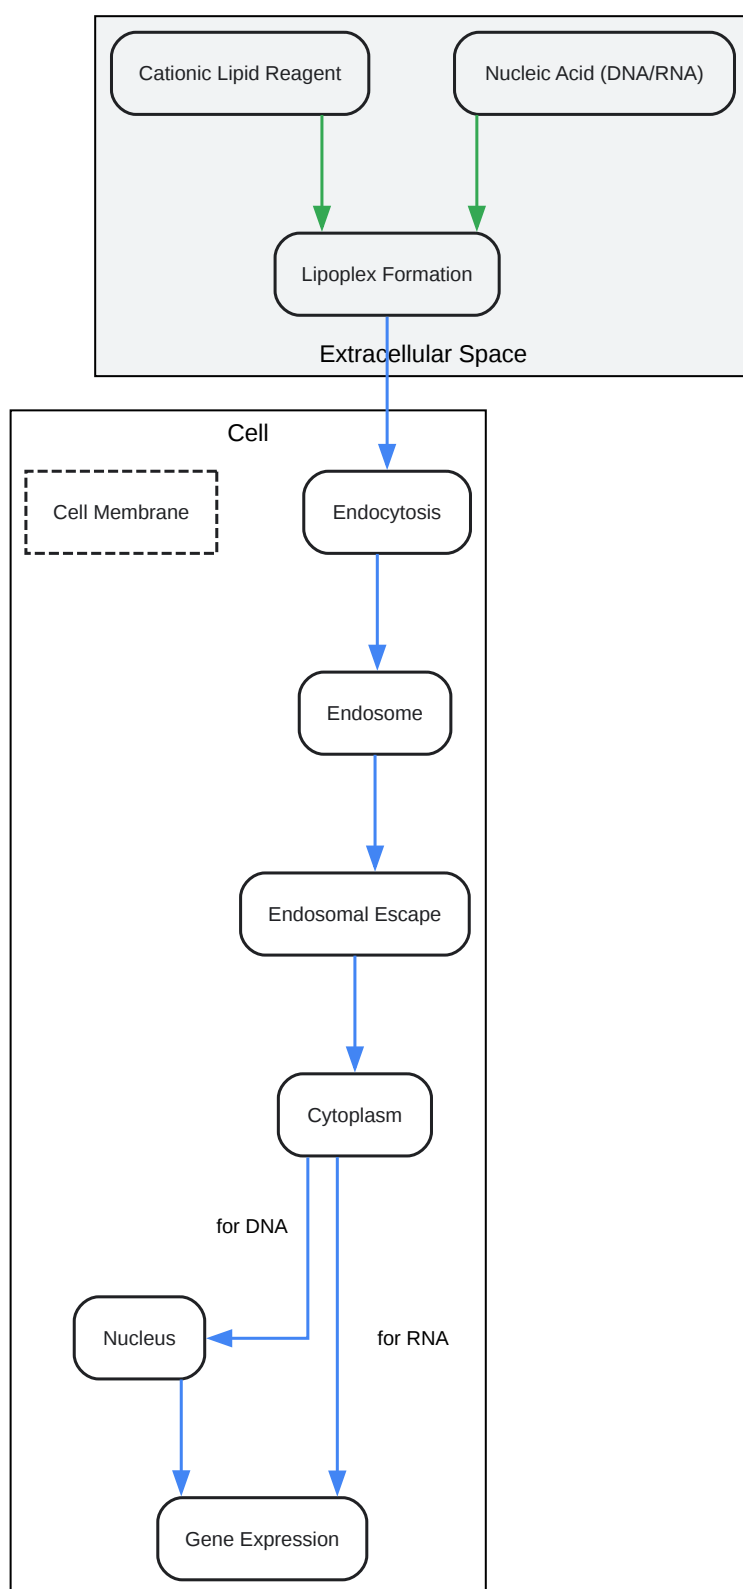 Cationic Lipid Reagent
Nucleic Acid (DNA/RNA)
Lipoplex Formation
Extracellular Space
Cell
Cell Membrane
Endocytosis
Endosome
Endosomal Escape
Cytoplasm
for DNA
Nucleus
for RNA
Gene Expression